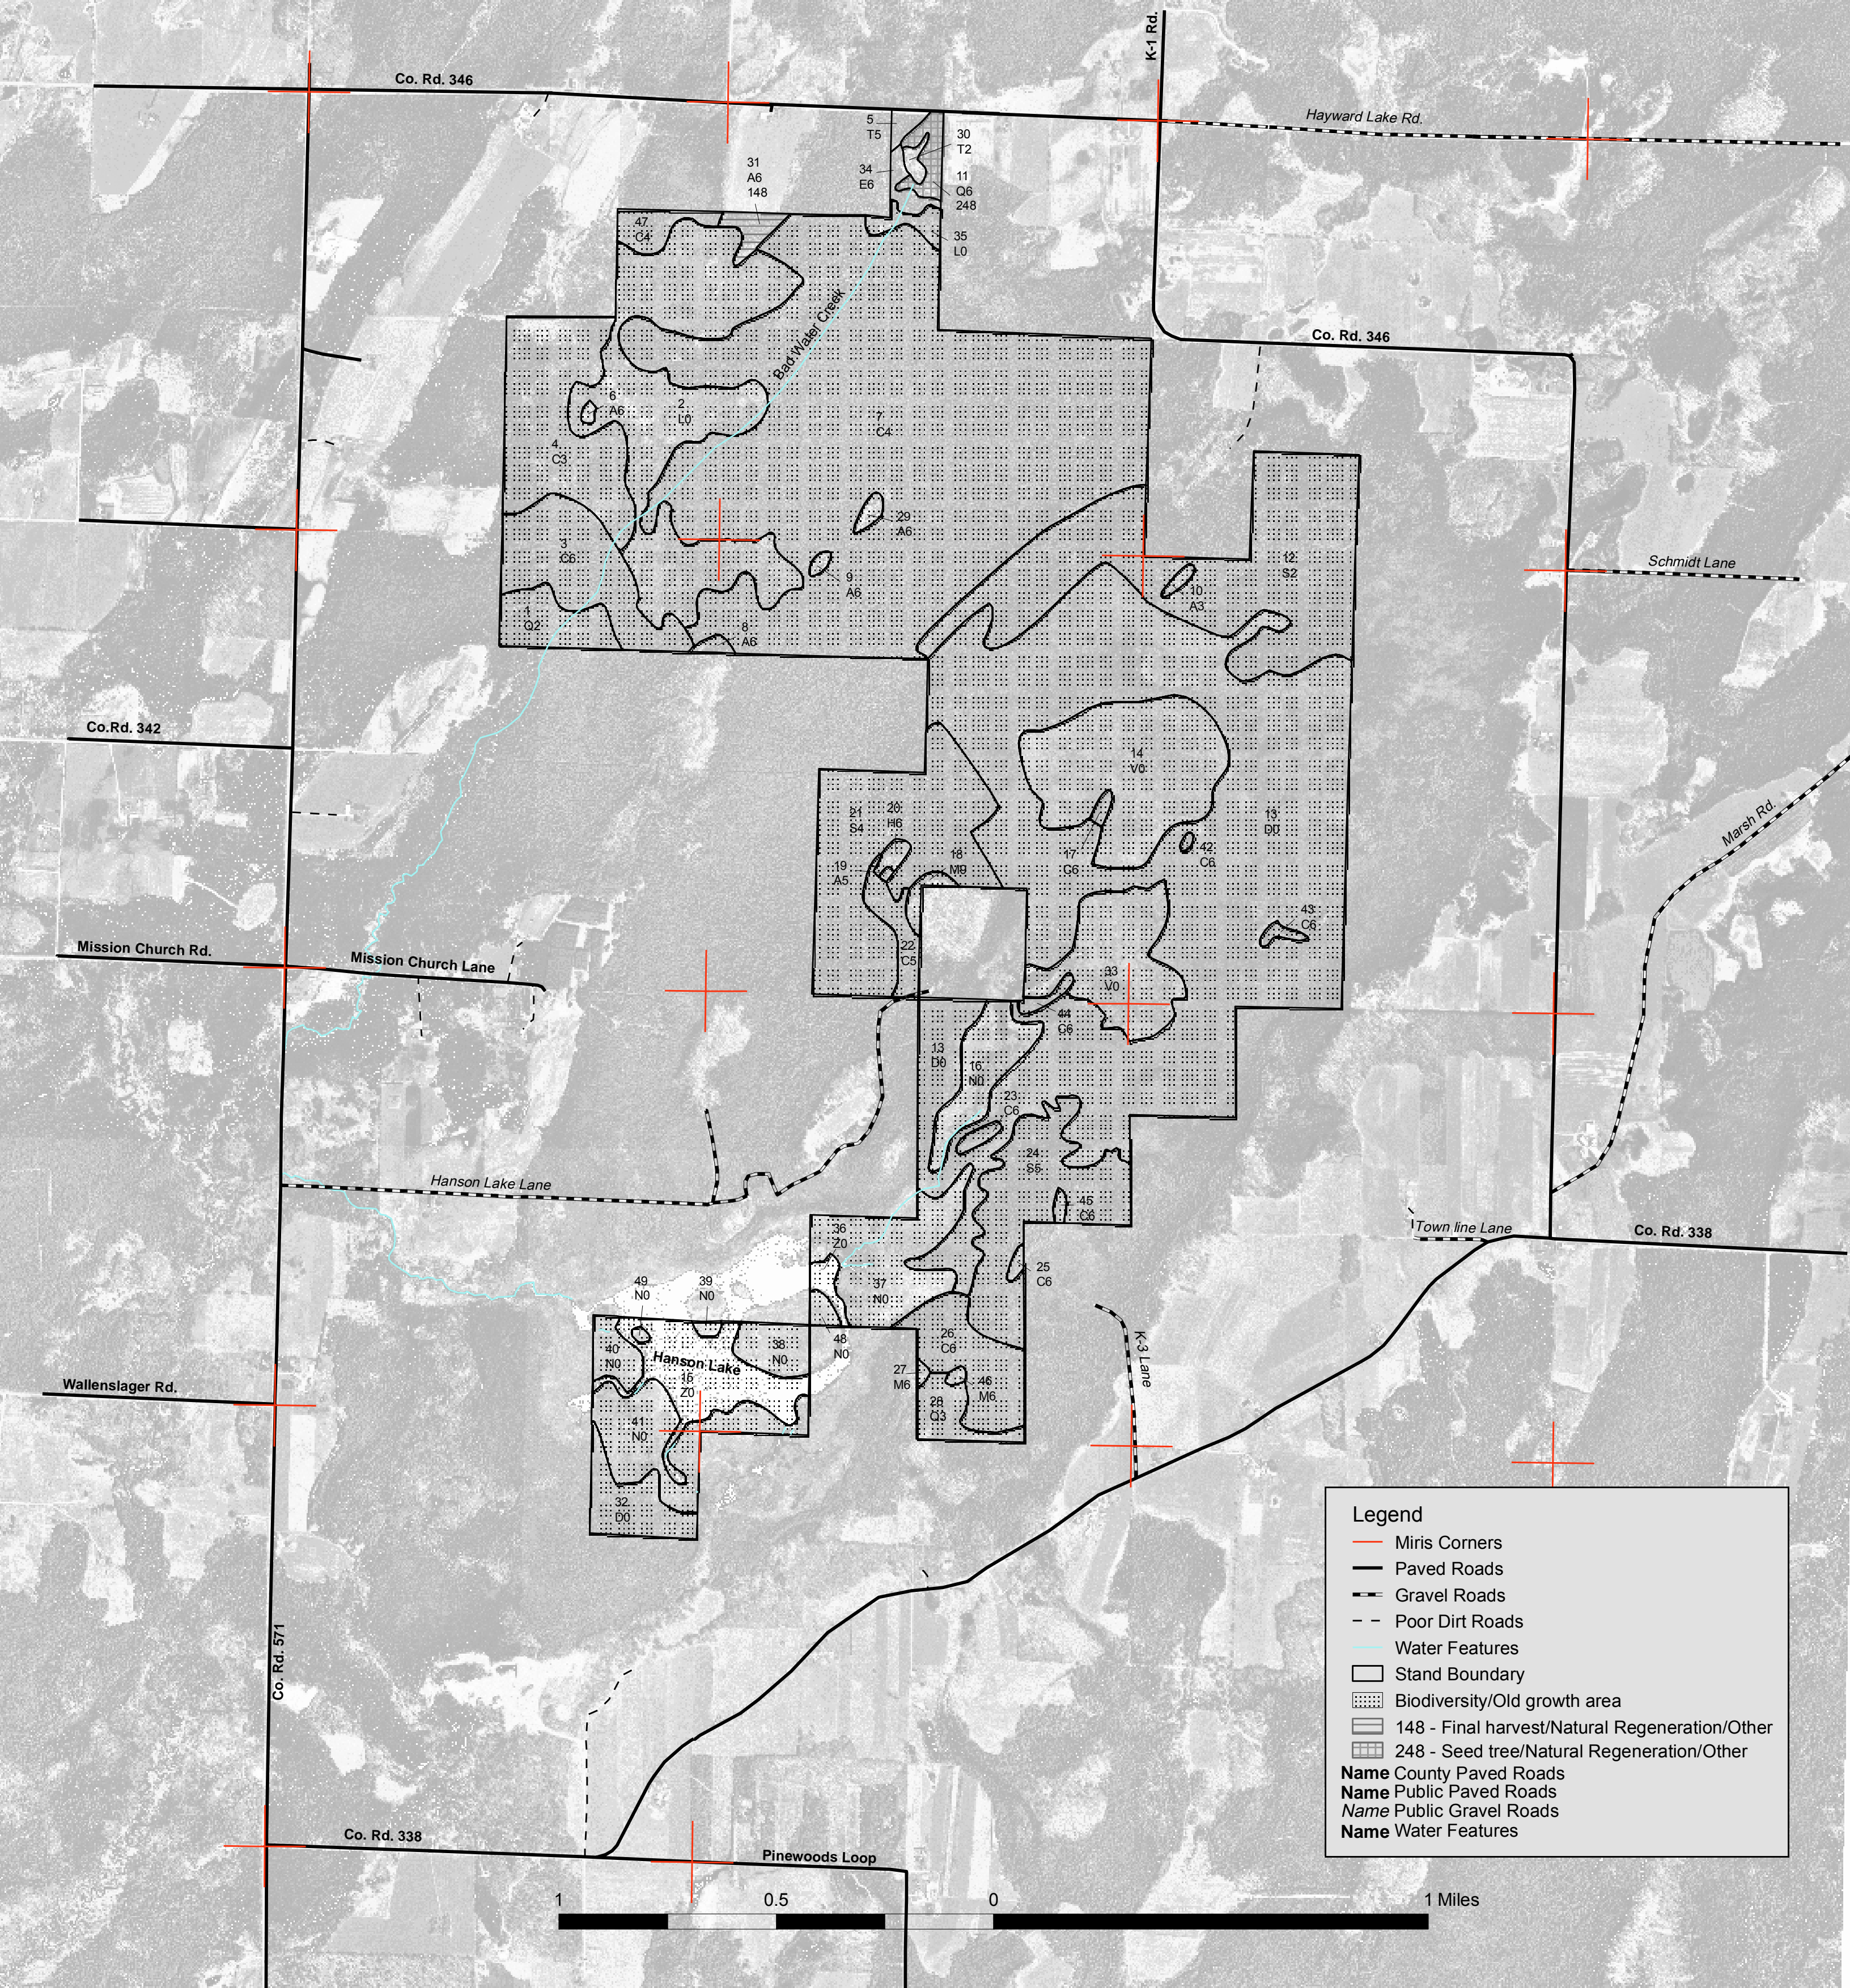 K-1 Rd.
Co. Rd. 346
Hayward Lake Rd.
5
T5
30
T2
31
A6
148
34
E6
11
Q6
248
47
C4
35
L0
Bad Water Creek
Co. Rd. 346
6
A6
2
L0
7
C4
4
C3
29
A6
3
C6
12
S2
Schmidt Lane
9
A6
10
A3
1
Q2
8
A6
Co.Rd. 342
14
V0
Marsh Rd.
21
S4
20
H6
13
D0
18
M9
17
C6
42
C6
19
A5
43
C6
Mission Church Rd.
Mission Church Lane
22
C5
33
V0
44
C6
13
D0
16
N0
23
C6
24
S5
Hanson Lake Lane
45
C6
Town line Lane
Co. Rd. 338
36
Z0
25
C6
49
N0
39
N0
37
N0
K-3 Lane
40
N0
Hanson Lake
38
N0
48
N0
26
C6
15
Z0
27
M6
46
M6
Wallenslager Rd.
28
Q3
41
N0
32
D0
Co. Rd. 571
Legend
Miris Corners
Paved Roads
Gravel Roads
Poor Dirt Roads
Water Features
Stand Boundary
Biodiversity/Old growth area
148 - Final harvest/Natural Regeneration/Other
248 - Seed tree/Natural Regeneration/Other
Name County Paved Roads
Name Public Paved Roads
Name Public Gravel Roads
Name Water Features
Co. Rd. 338
Pinewoods Loop
1 0.5 0 1 Miles